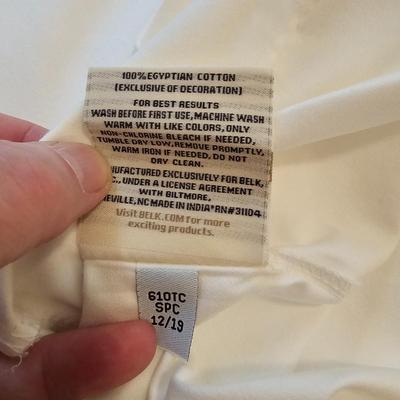 100% EGYPTIAN COTTON
(EXCLUSIVE OF DECORATION)
FOR BEST RESULTS
WASH BEFORE FIRST USE, MACHINE WASH
WARM WITH LIKE COLORS, ONLY
NON-CHLORINE BLEACH IF NEEDED,
TUMBLE DRY LOW, REMOVE PROMPTLY,
WARM IRON IF NEEDED, DO NOT
DRY CLEAN.
UFACTURED EXCLUSIVELY FOR BELK,
C., UNDER A LICENSE AGREEMENT
WITH BILTMORE,
HEVILLE, NC MADE IN INDIA*RN#31104
Visit BELK.COM for more
exciting products.
610TC
SPC
12/19